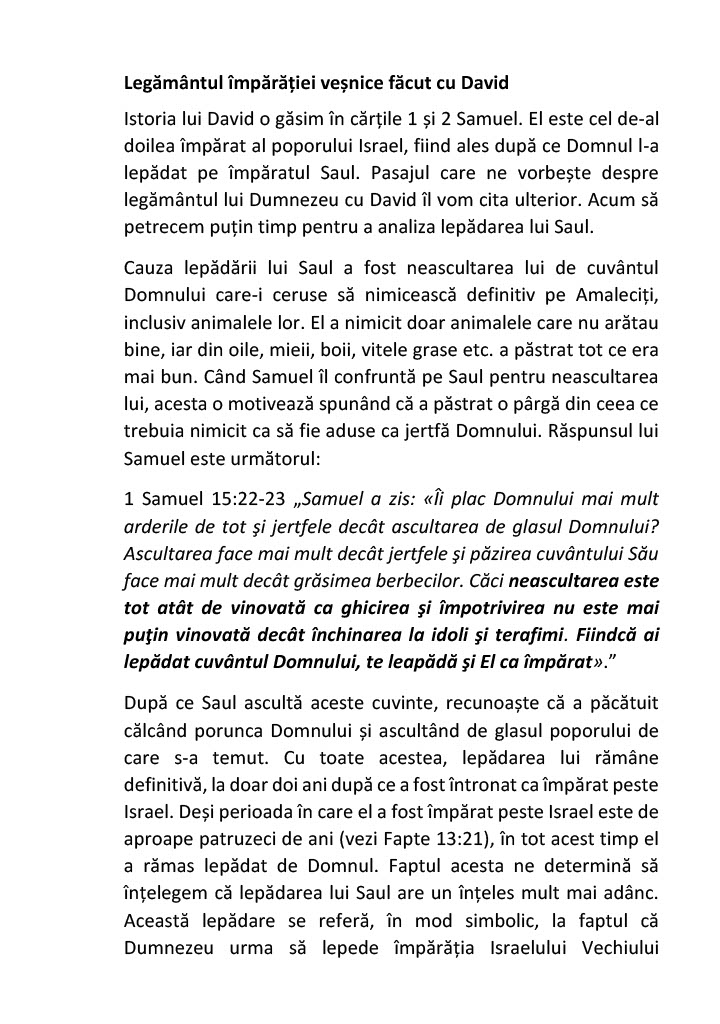 Legământul împărăției veșnice făcut cu David
Istoria lui David o găsim în cărțile 1 și 2 Samuel. El este cel de-al
doilea împărat al poporului Israel, fiind ales după ce Domnul l-a
lepădat pe împăratul Saul. Pasajul care ne vorbește despre
legământul lui Dumnezeu cu David îl vom cita ulterior. Acum să
petrecem puțin timp pentru a analiza lepădarea lui Saul.
Cauza lepădării lui Saul a fost neascultarea lui de cuvântul
Domnului care-i ceruse să nimicească definitiv pe Amaleciți,
inclusiv animalele lor. El a nimicit doar animalele care nu arătau
bine, iar din oile, mieii, boii, vitele grase etc. a păstrat tot ce era
mai bun. Când Samuel îl confruntă pe Saul pentru neascultarea
lui, acesta o motivează spunând că a păstrat o pârgă din ceea ce
trebuia nimicit ca să fie aduse ca jertfă Domnului. Răspunsul lui
Samuel este următorul:
1 Samuel 15:22-23 „Samuel a zis: «Îi plac Domnului mai mult
arderile de tot şi jertfele decât ascultarea de glasul Domnului?
Ascultarea face mai mult decât jertfele şi păzirea cuvântului Său
face mai mult decât grăsimea berbecilor. Căci neascultarea este
tot atât de vinovată ca ghicirea şi împotrivirea nu este mai
puţin vinovată decât închinarea la idoli şi terafimi. Fiindcă ai
lepădat cuvântul Domnului, te leapădă şi El ca împărat».”
După ce Saul ascultă aceste cuvinte, recunoaște că a păcătuit
călcând porunca Domnului și ascultând de glasul poporului de
care s-a temut. Cu toate acestea, lepădarea lui rămâne
definitivă, la doar doi ani după ce a fost întronat ca împărat peste
Israel. Deși perioada în care el a fost împărat peste Israel este de
aproape patruzeci de ani (vezi Fapte 13:21), în tot acest timp el
a rămas lepădat de Domnul. Faptul acesta ne determină să
înțelegem că lepădarea lui Saul are un înțeles mult mai adânc.
Această lepădare se referă, în mod simbolic, la faptul că
Dumnezeu urma să lepede împărăția Israelului Vechiului